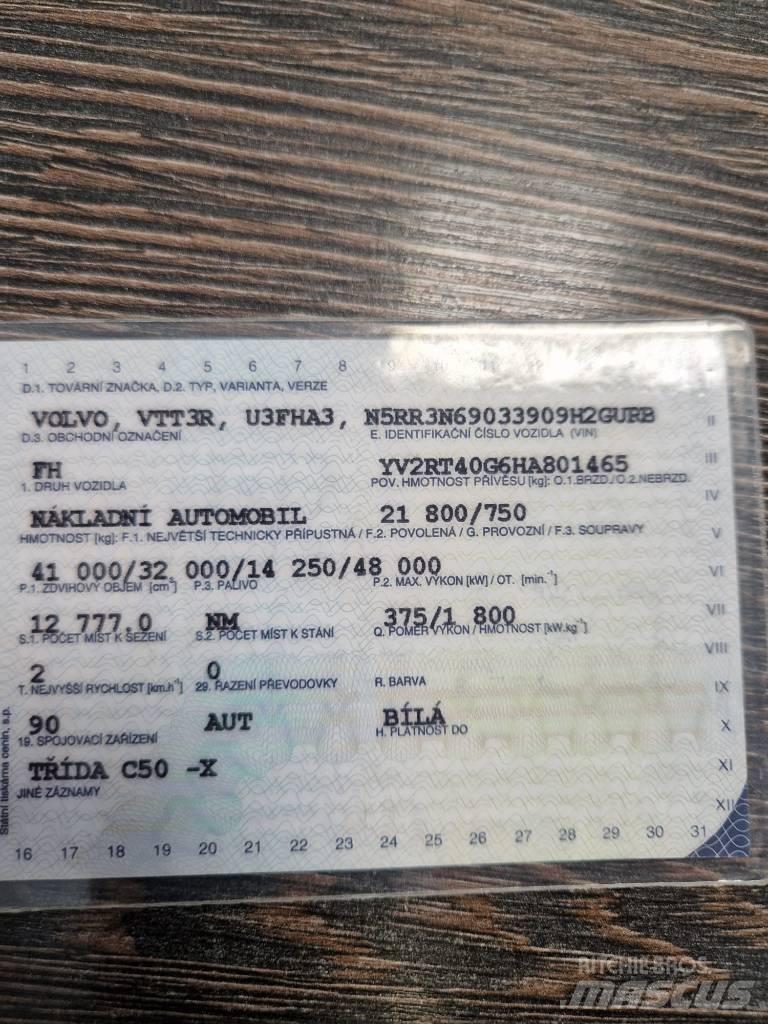 1 2 3 4 5 6 7 8
D.1. TOVÁRNÍ ZNAČKA, D.2. TYP, VARIANTA, VERZE
VOLVO, VTT3R, U3FHA3, N5RR3N69033909H2GURB
II
D.3. OBCHODNÍ OZNAČENÍ E. IDENTIFIKAČNÍ ČÍSLO VOZIDLA (VIN)
FH YV2RT40G6HA801465
III
1. DRUH VOZIDLA POV. HMOTNOST PŘÍVĚSU [kg]: O.1.BRZD./O.2.NEBRZD.
IV
NÁKLADNÍ AUTOMOBIL 21 800/750
HMOTNOST [kg]: F.1. NEJVĚTŠÍ TECHNICKY PŘÍPUSTNÁ / F.2. POVOLENÁ / G. PROVOZNÍ / F.3. SOUPRAVY
V
41 000/32 000/14 250/48 000
VI
P.1. ZDVIHOVÝ OBJEM [cm³] P.3. PALIVO P.2. MAX. VÝKON [kW] / OT. [min.⁻¹]
12 777.0 NM 375/1 800
VII
S.1. POČET MÍST K SEZENÍ S.2. POČET MÍST K STÁNÍ Q. POMĚR VÝKON / HMOTNOST [kW.kg⁻¹]
VIII
2 0
T. NEJVYŠŠÍ RYCHLOST [km.h⁻¹] 29. ŘAZENÍ PŘEVODOVKY R. BARVA
IX
90 AUT BÍLÁ
X
19. SPOJOVACÍ ZAŘÍZENÍ H. PLATNOST DO
TŘÍDA C50 -X
XI
JINÉ ZÁZNAMY
XII
16 17 18 19 20 21 22 23 24 25 26 27 28 29 30 31
Státní tiskárna cenin, s.p.
RITCHIE BROS.
mascus